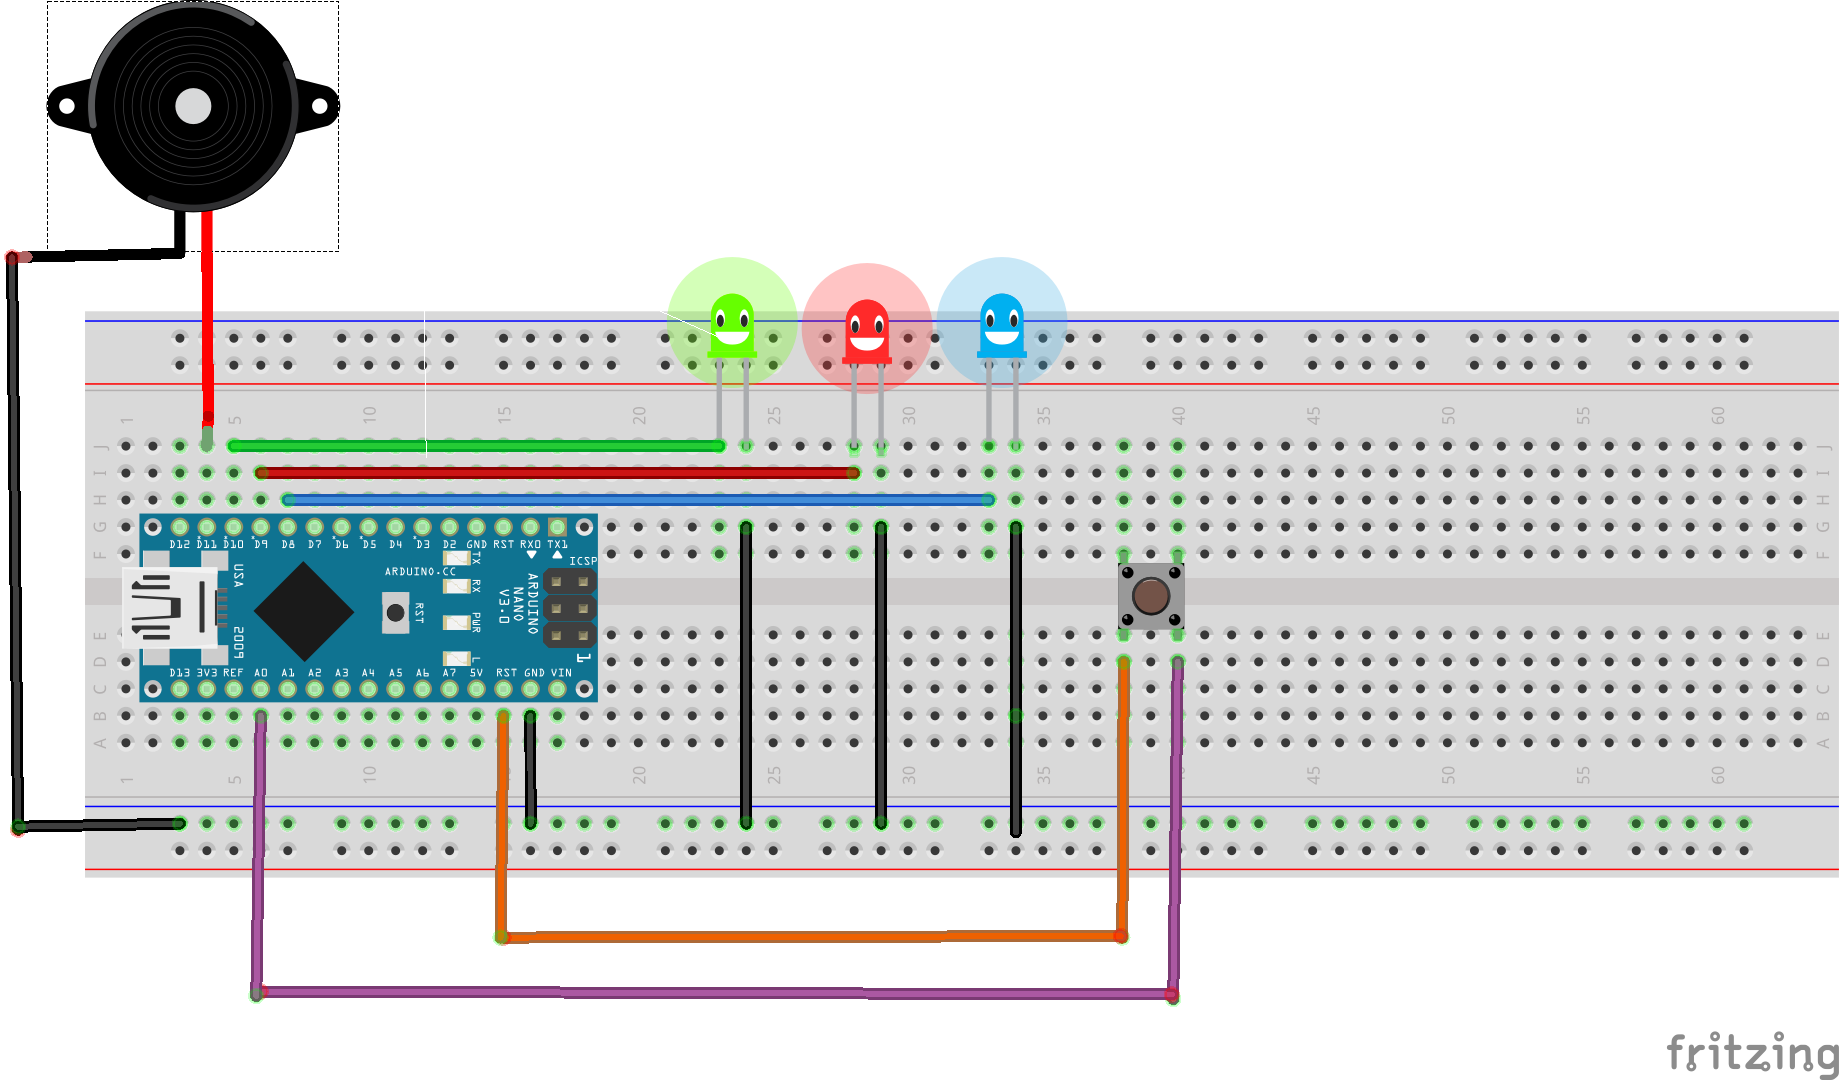 1 5 10 15 20 25 30 35 40 45 50 55 60
J J
I I
H H
G G
F F
D12 D11 D10 D9 D8 D7 D6 D5 D4 D3 D2 GND RST RX0 TX1
ARDUINO.CC
ICSP
USA
2009
RST
TX
RX
PWR
L
ARDUINO
NANO
V3.0
1
D13 3V3 REF A0 A1 A2 A3 A4 A5 A6 A7 5V RST GND VIN
E E
D D
C C
B B
A A
1 5 10 20 25 30 35 45 50 55 60
fritzing